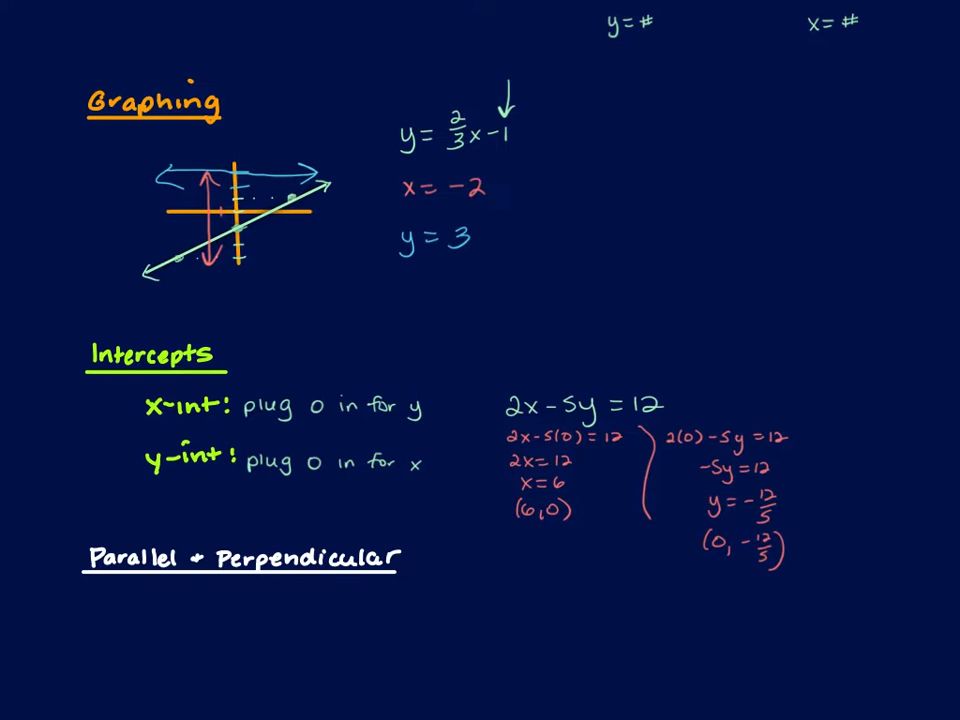 y = #
x = #
Graphing
y = 2/3 x - 1
x = -2
y = 3
Intercepts
x-int: plug 0 in for y
y-int: plug 0 in for x
2x - 5y = 12
2x - 5(0) = 12
2x = 12
x = 6
(6,0)
2(0) - 5y = 12
-5y = 12
y = -12/5
(0, -12/5)
Parallel + Perpendicular